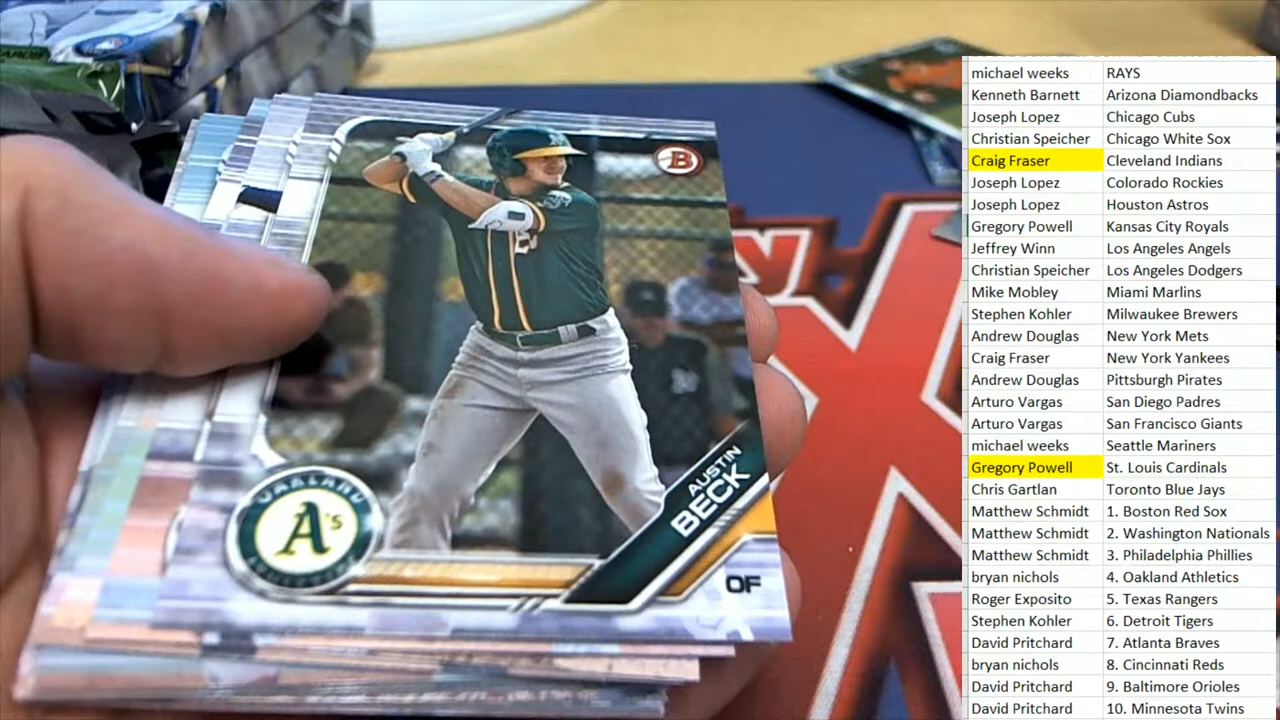 B
AUSTIN
BECK
OAKLAND
A's
ATHLETICS
OF
michael weeks RAYS
Kenneth Barnett Arizona Diamondbacks
Joseph Lopez Chicago Cubs
Christian Speicher Chicago White Sox
Craig Fraser Cleveland Indians
Joseph Lopez Colorado Rockies
Joseph Lopez Houston Astros
Gregory Powell Kansas City Royals
Jeffrey Winn Los Angeles Angels
Christian Speicher Los Angeles Dodgers
Mike Mobley Miami Marlins
Stephen Kohler Milwaukee Brewers
Andrew Douglas New York Mets
Craig Fraser New York Yankees
Andrew Douglas Pittsburgh Pirates
Arturo Vargas San Diego Padres
Arturo Vargas San Francisco Giants
michael weeks Seattle Mariners
Gregory Powell St. Louis Cardinals
Chris Gartlan Toronto Blue Jays
Matthew Schmidt 1. Boston Red Sox
Matthew Schmidt 2. Washington Nationals
Matthew Schmidt 3. Philadelphia Phillies
bryan nichols 4. Oakland Athletics
Roger Exposito 5. Texas Rangers
Stephen Kohler 6. Detroit Tigers
David Pritchard 7. Atlanta Braves
bryan nichols 8. Cincinnati Reds
David Pritchard 9. Baltimore Orioles
David Pritchard 10. Minnesota Twins